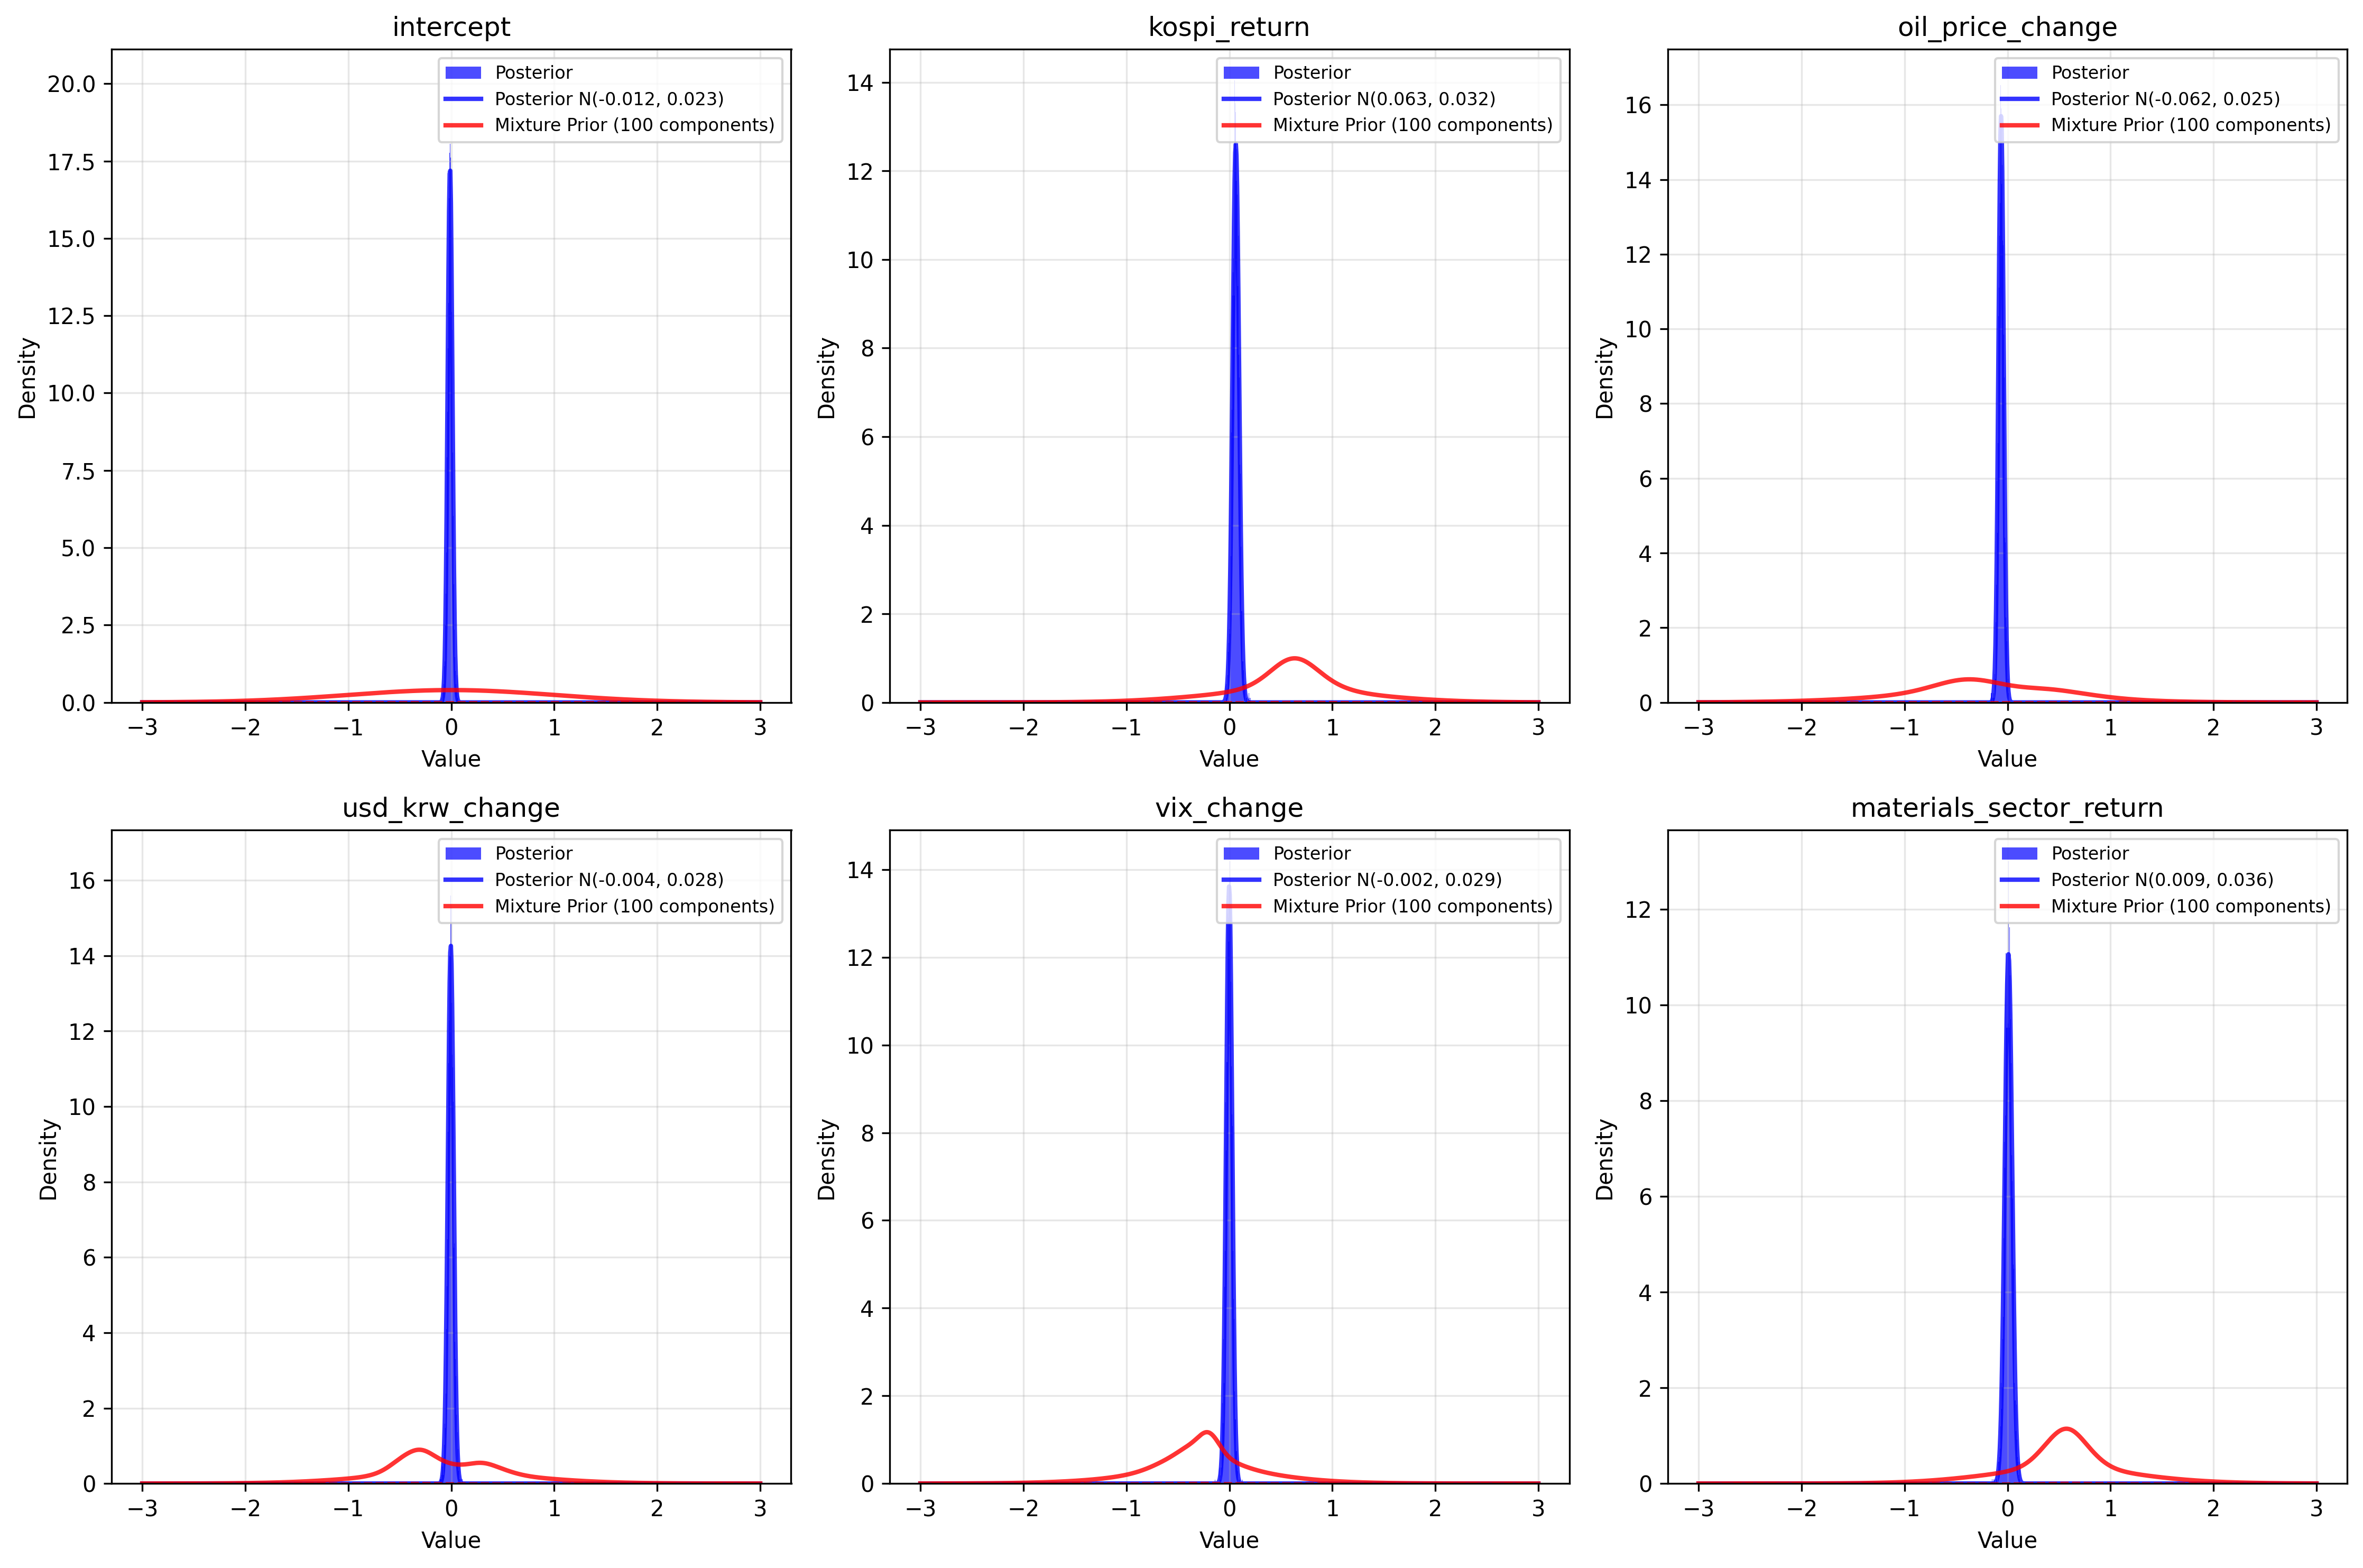 intercept
20.0
17.5
15.0
12.5
10.0
7.5
5.0
2.5
0.0
Density
−3 −2 −1 0 1 2 3
Value
Posterior
Posterior N(-0.012, 0.023)
Mixture Prior (100 components)
kospi_return
14
12
10
8
6
4
2
0
Density
−3 −2 −1 0 1 2 3
Value
Posterior
Posterior N(0.063, 0.032)
Mixture Prior (100 components)
oil_price_change
16
14
12
10
8
6
4
2
0
Density
−3 −2 −1 0 1 2 3
Value
Posterior
Posterior N(-0.062, 0.025)
Mixture Prior (100 components)
usd_krw_change
16
14
12
10
8
6
4
2
0
Density
−3 −2 −1 0 1 2 3
Value
Posterior
Posterior N(-0.004, 0.028)
Mixture Prior (100 components)
vix_change
14
12
10
8
6
4
2
0
Density
−3 −2 −1 0 1 2 3
Value
Posterior
Posterior N(-0.002, 0.029)
Mixture Prior (100 components)
materials_sector_return
12
10
8
6
4
2
0
Density
−3 −2 −1 0 1 2 3
Value
Posterior
Posterior N(0.009, 0.036)
Mixture Prior (100 components)